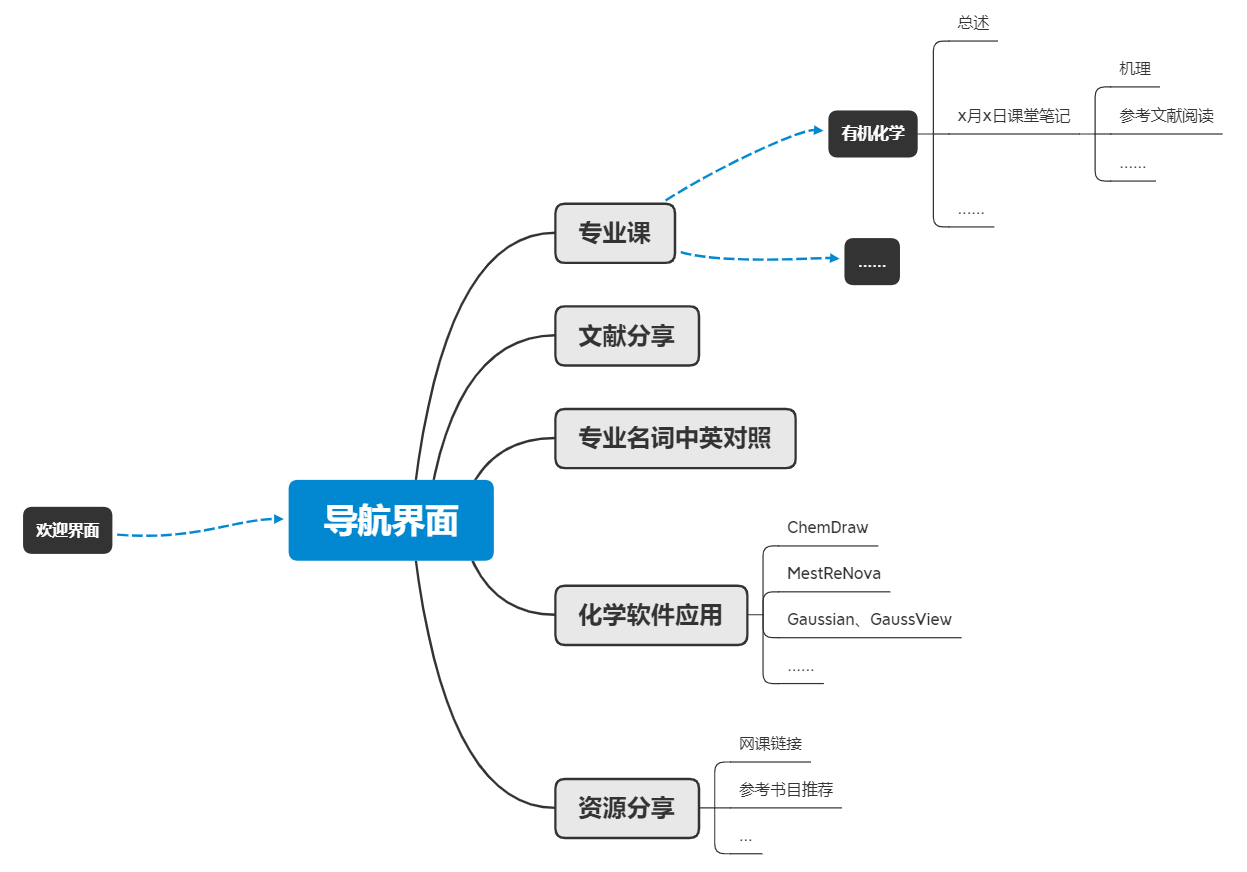 欢迎界面
导航界面
专业课
有机化学
总述
x月x日课堂笔记
机理
参考文献阅读
......
......
......
文献分享
专业名词中英对照
化学软件应用
ChemDraw
MestReNova
Gaussian、GaussView
......
资源分享
网课链接
参考书目推荐
...